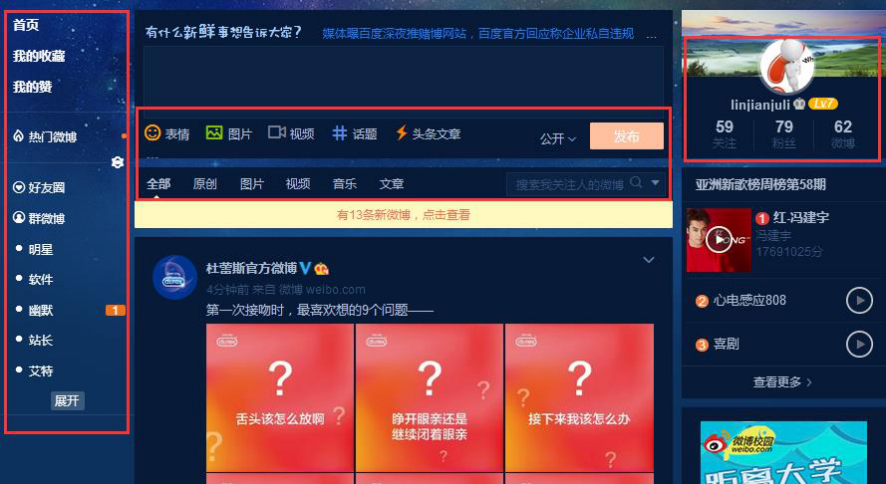 首页
我的收藏
我的赞
热门微博
好友圈
群微博
明星
软件
幽默 1
站长
艾特
展开
有什么新鲜事想告诉大家?
媒体曝百度深夜推赌博网站，百度官方回应称企业私自违规 ...
表情 图片 视频 话题 头条文章 公开 发布
...
全部 原创 图片 视频 音乐 文章 搜索我关注人的微博
有13条新微博，点击查看
杜蕾斯官方微博
4分钟前 来自 微博 weibo.com
第一次接吻时，最喜欢想的9个问题——
?
舌头该怎么放啊
?
睁开眼亲还是
继续闭着眼亲
?
接下来我该怎么办
linjianjuli Lv7
59 79 62
关注 粉丝 微博
亚洲新歌榜周榜第58期
1 红-冯建宇
冯建宇
17691025分
2 心电感应808
3 喜剧
查看更多
微博校园
weibo.com
距离大学